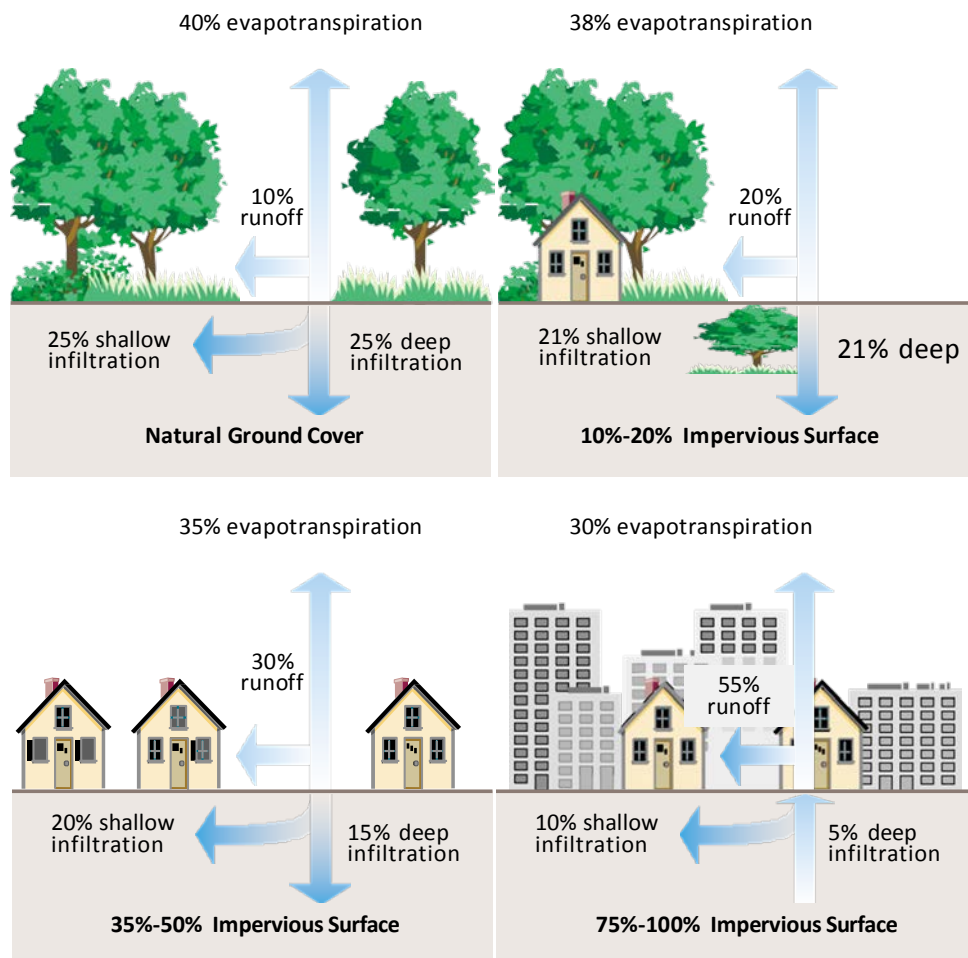 40% evapotranspiration
10%
runoff
25% shallow
infiltration
25% deep
infiltration
Natural Ground Cover
38% evapotranspiration
20%
runoff
21% shallow
infiltration
21% deep
10%-20% Impervious Surface
35% evapotranspiration
30%
runoff
20% shallow
infiltration
15% deep
infiltration
35%-50% Impervious Surface
30% evapotranspiration
55%
runoff
10% shallow
infiltration
5% deep
infiltration
75%-100% Impervious Surface